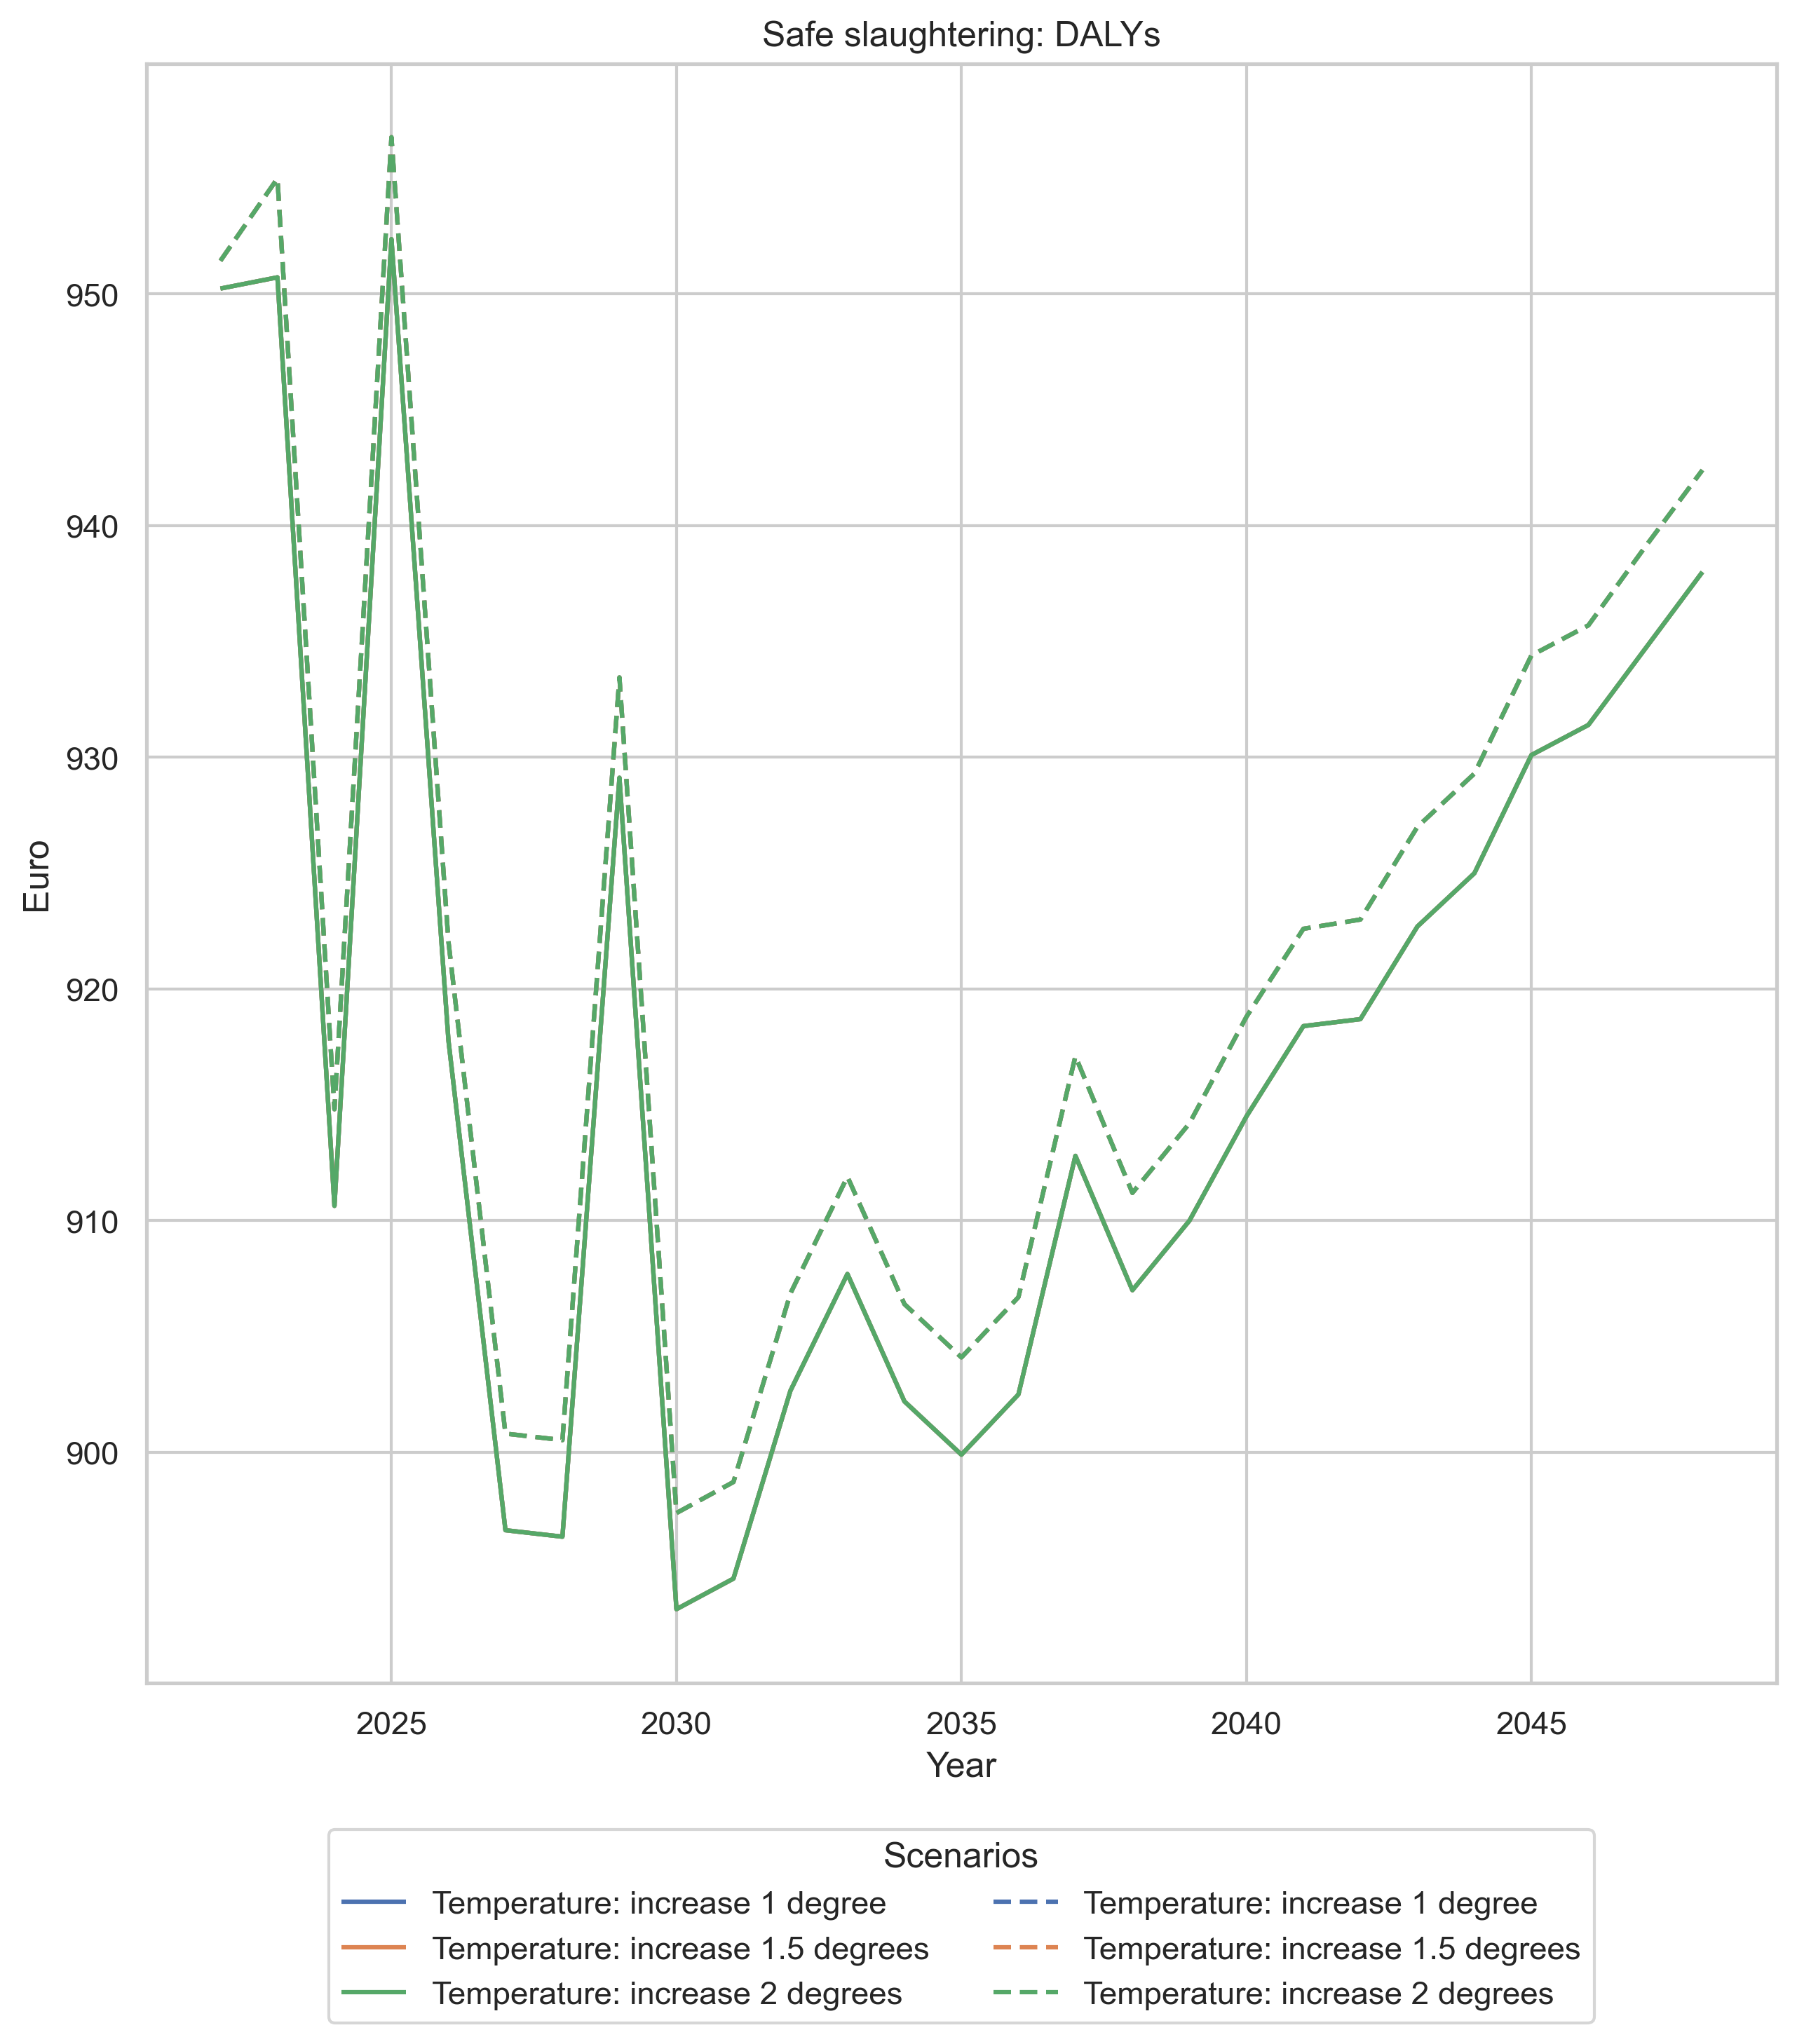 Safe slaughtering: DALYs
950
940
930
920
910
900
Euro
2025 2030 2035 2040 2045
Year
Scenarios
Temperature: increase 1 degree Temperature: increase 1 degree
Temperature: increase 1.5 degrees Temperature: increase 1.5 degrees
Temperature: increase 2 degrees Temperature: increase 2 degrees